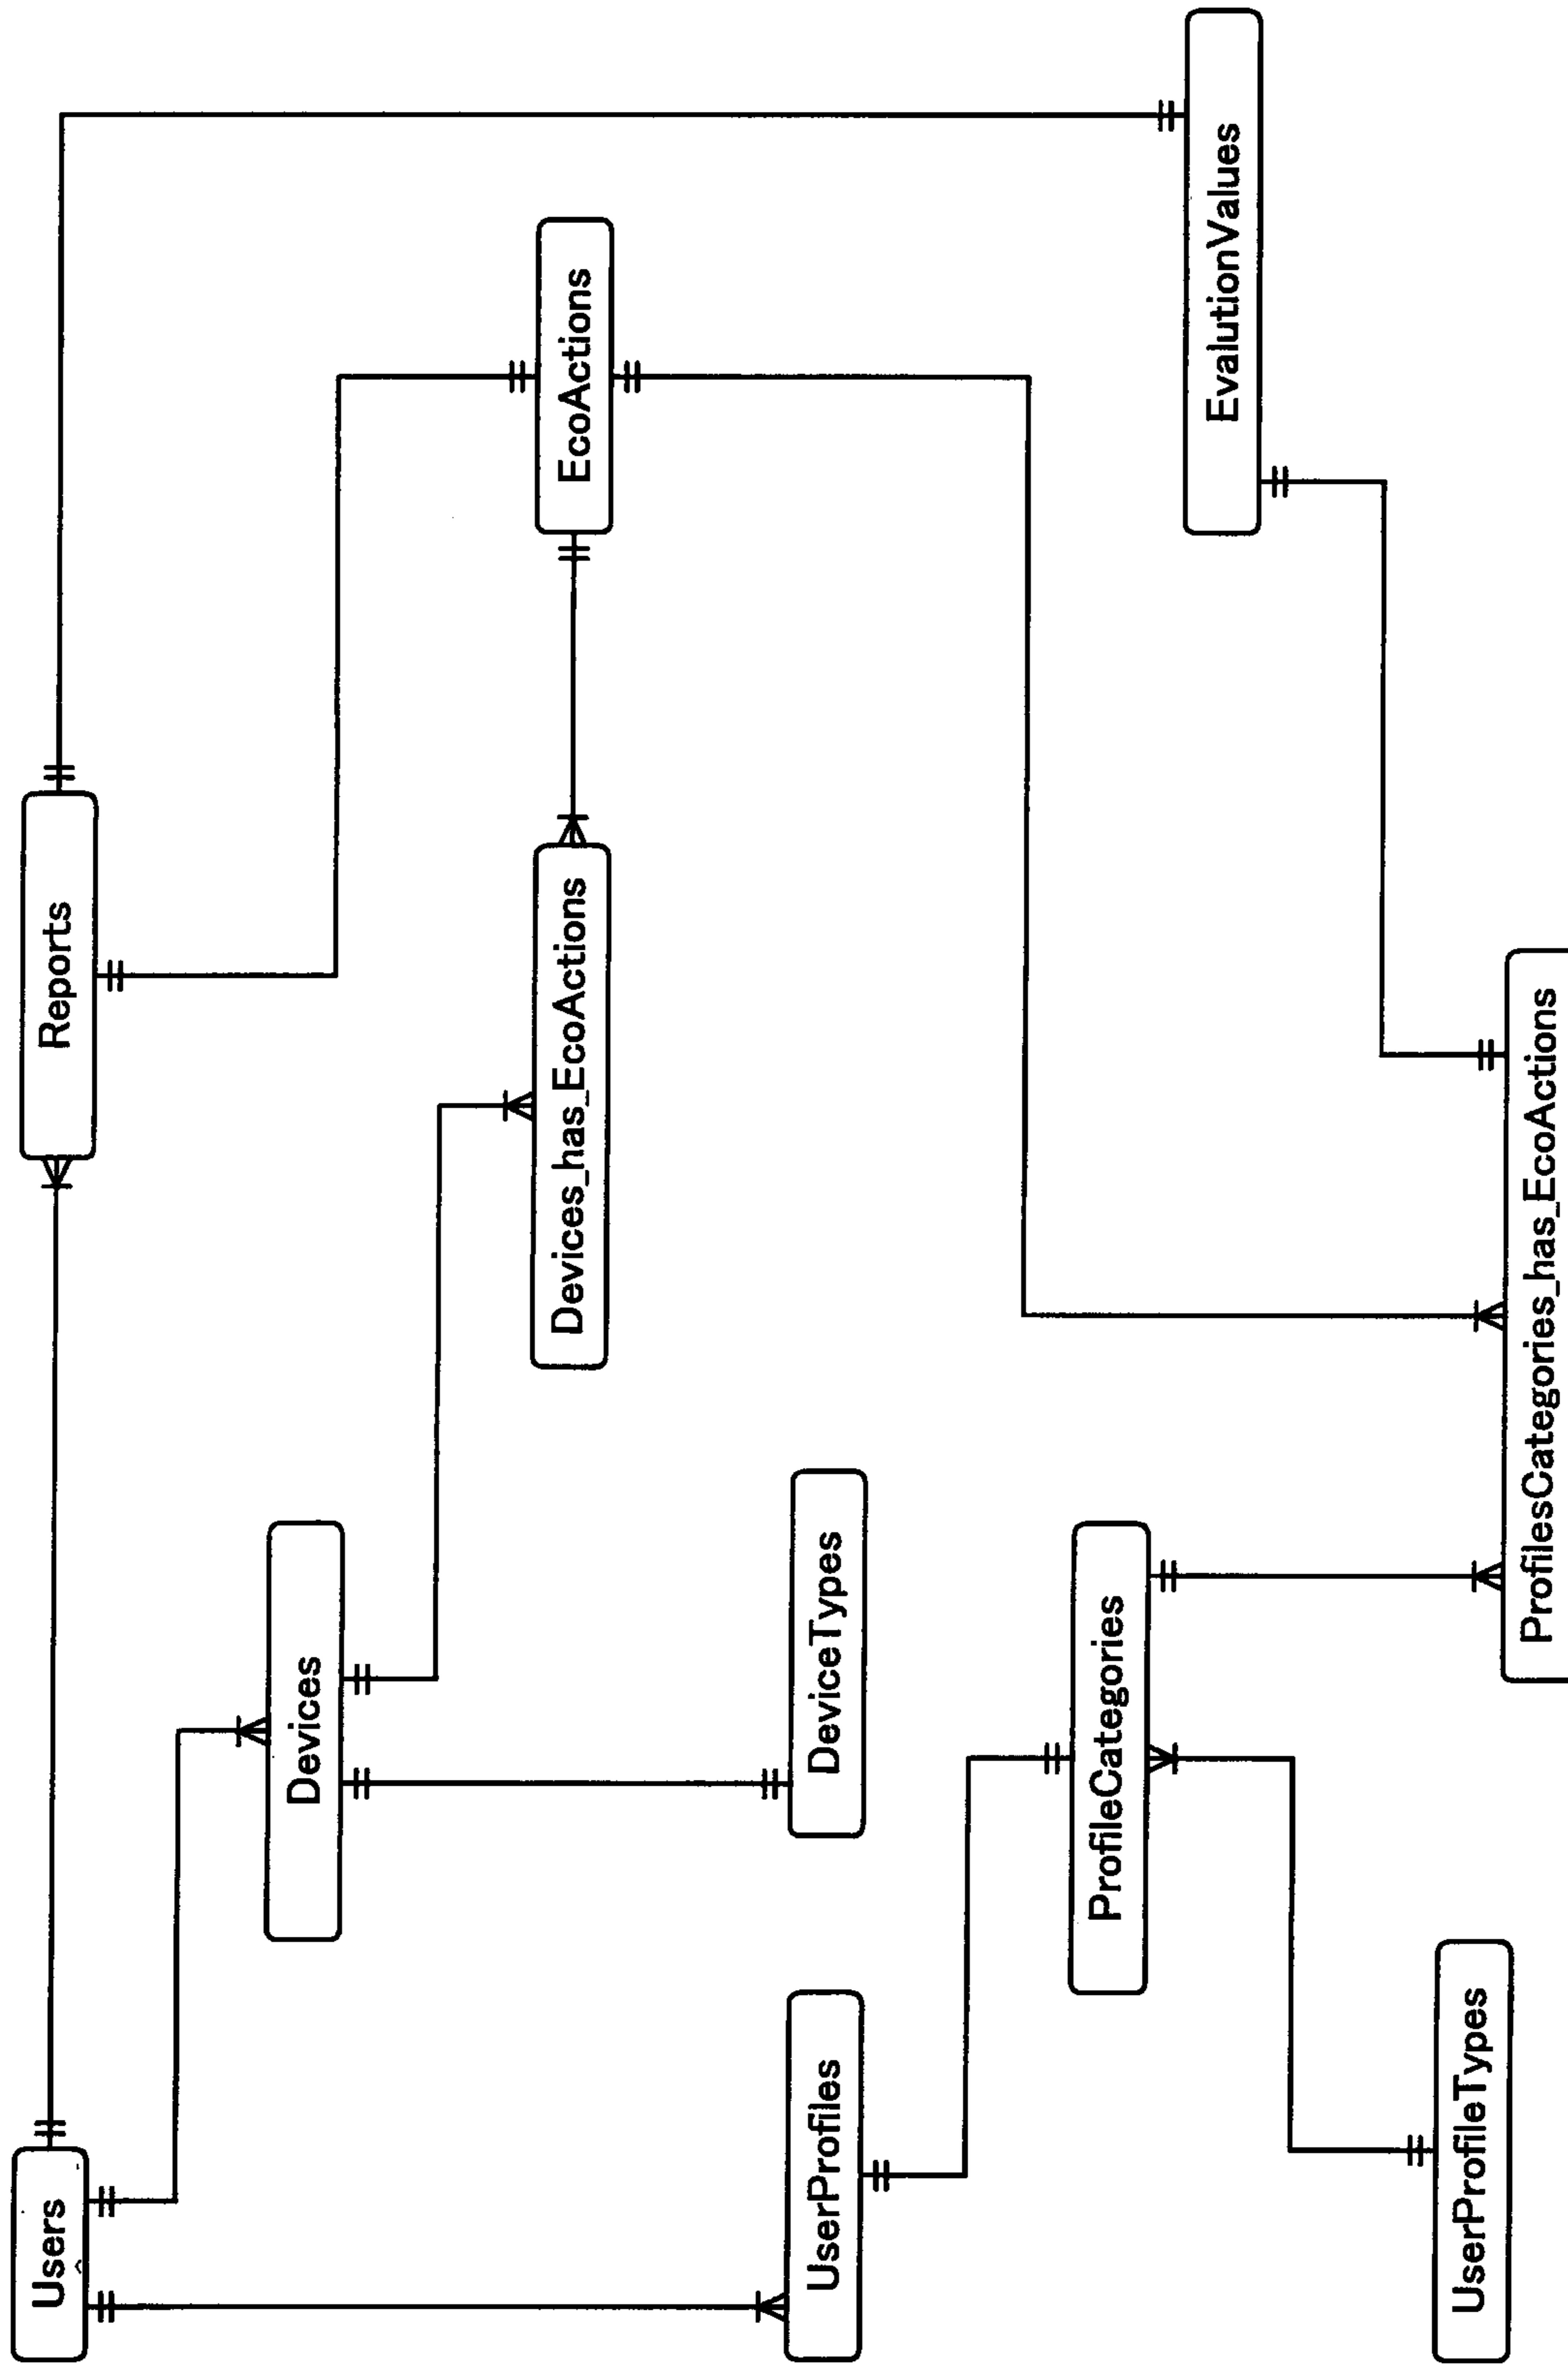 Users
Reports
Devices
Devices_has_EcoActions
EcoActions
UserProfiles
DeviceTypes
ProfileCategories
EvalutionValues
UserProfileTypes
ProfilesCategories_has_EcoActions